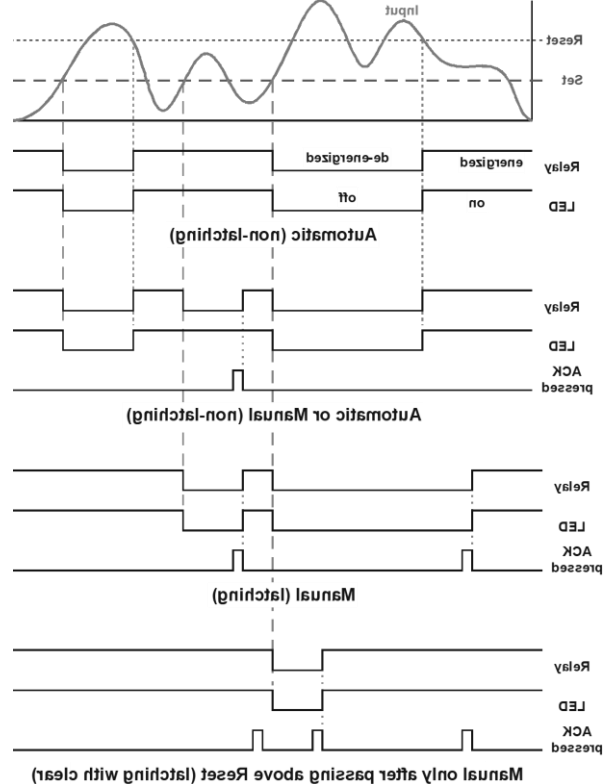 Input
Reset
Set
Relay
de-energized
energized
LED
off
on
Automatic (non-latching)
Relay
LED
ACK
pressed
Automatic or Manual (non-latching)
Relay
LED
ACK
pressed
Manual (latching)
Relay
LED
ACK
pressed
Manual only after passing above Reset (latching with clear)